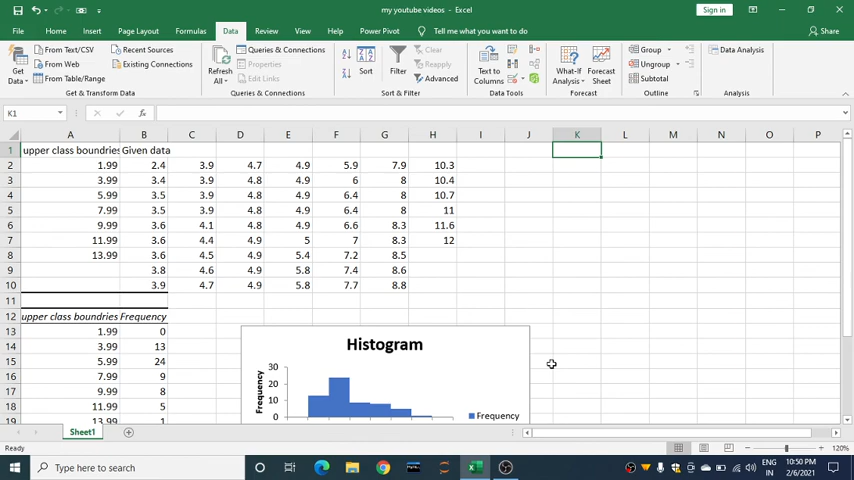 my youtube videos - Excel
Sign in
File Home Insert Page Layout Formulas Data Review View Help Power Pivot Tell me what you want to do Share
Get Data
From Text/CSV
From Web
From Table/Range
Recent Sources
Existing Connections
Get & Transform Data
Refresh All
Queries & Connections
Properties
Edit Links
Queries & Connections
Sort
Filter
Clear
Reapply
Advanced
Sort & Filter
Text to Columns
Data Tools
What-If Analysis
Forecast Sheet
Forecast
Group
Ungroup
Subtotal
Outline
Data Analysis
Analysis
K1 fx
A B C D E F G H I J K L M N O P
1 upper class boundries Given data
2 1.99 2.4 3.9 4.7 4.9 5.9 7.9 10.3
3 3.99 3.4 3.9 4.8 4.9 6 8 10.4
4 5.99 3.5 3.9 4.8 4.9 6.4 8 10.7
5 7.99 3.5 3.9 4.8 4.9 6.4 8 11
6 9.99 3.6 4.1 4.8 4.9 6.6 8.3 11.6
7 11.99 3.6 4.4 4.9 5 7 8.3 12
8 13.99 3.6 4.5 4.9 5.4 7.2 8.5
9 3.8 4.6 4.9 5.8 7.4 8.6
10 3.9 4.7 4.9 5.8 7.7 8.8
11
12 upper class boundries Frequency
13 1.99 0
14 3.99 13
15 5.99 24
16 7.99 9
17 9.99 8
18 11.99 5
19 13.99 1
Histogram
Frequency
30
20
10
0
Frequency
Sheet1
Ready
120%
Type here to search
ENG
IN
10:50 PM
2/6/2021